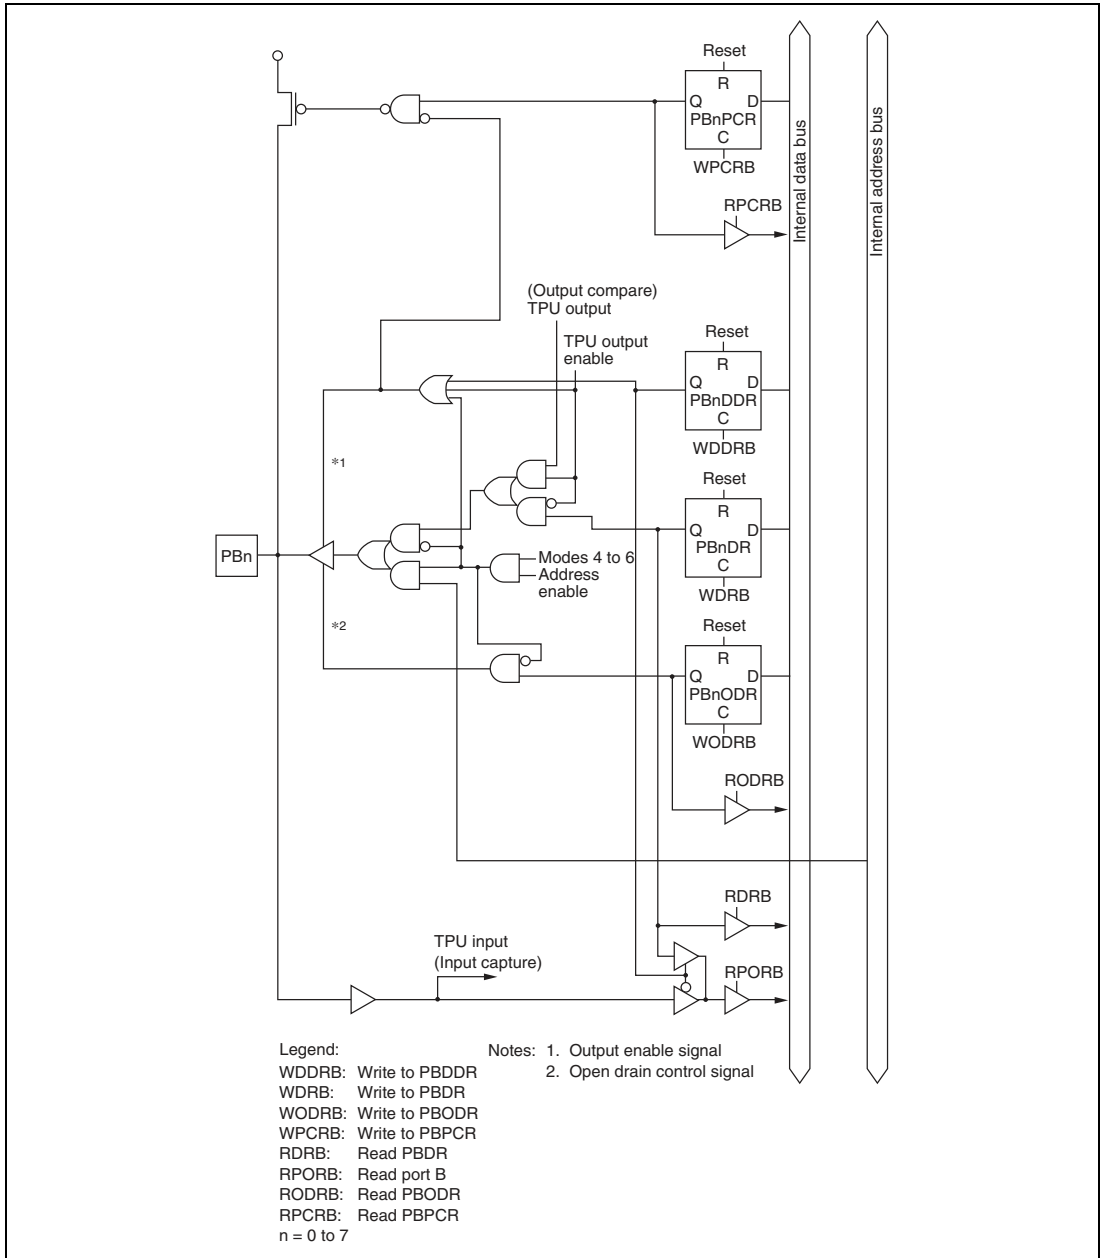 Reset
R
Q D
PBnPCR
C
WPCRB
RPCRB
Internal data bus
Internal address bus
(Output compare)
TPU output
TPU output
enable
Reset
R
Q D
PBnDDR
C
WDDRB
*1
Reset
R
Q D
PBnDR
C
WDRB
PBn
Modes 4 to 6
Address
enable
*2
Reset
R
Q D
PBnODR
C
WODRB
RODRB
RDRB
TPU input
(Input capture)
RPORB
Legend:
WDDRB: Write to PBDDR
WDRB: Write to PBDR
WODRB: Write to PBODR
WPCRB: Write to PBPCR
RDRB: Read PBDR
RPORB: Read port B
RODRB: Read PBODR
RPCRB: Read PBPCR
n = 0 to 7
Notes: 1. Output enable signal
2. Open drain control signal